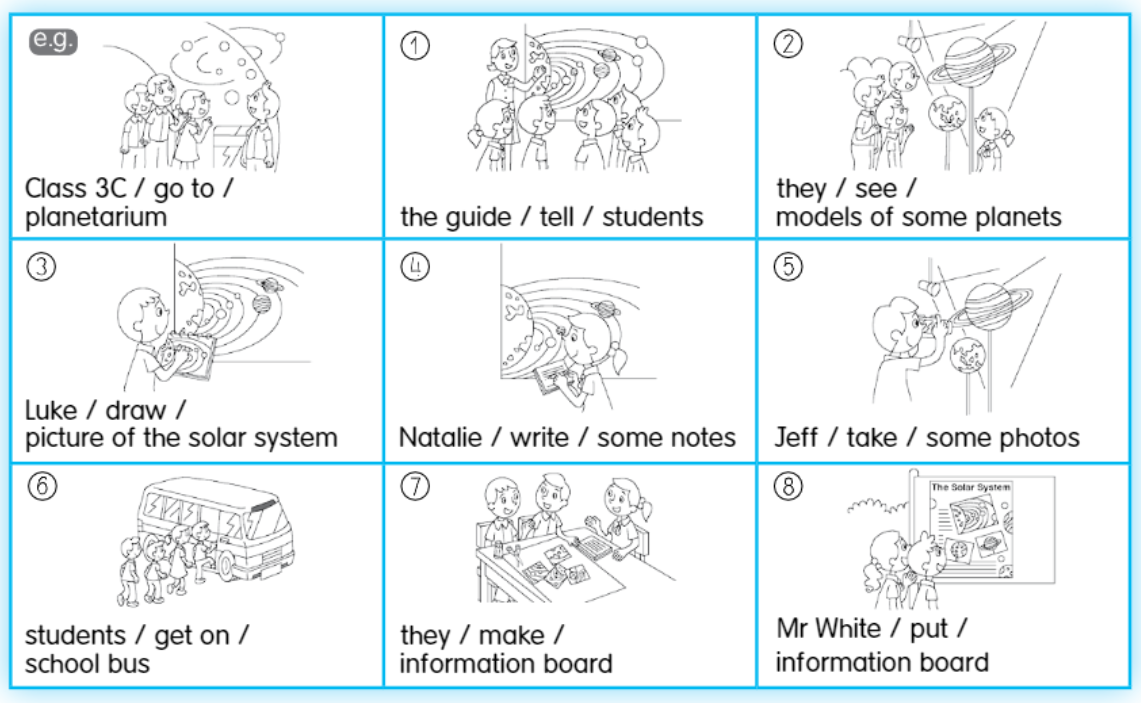 e.g.
Class 3C / go to /
planetarium
1
the guide / tell / students
2
they / see /
models of some planets
3
Luke / draw /
picture of the solar system
4
Natalie / write / some notes
5
Jeff / take / some photos
6
students / get on /
school bus
7
they / make /
information board
8
The Solar System
Mr White / put /
information board